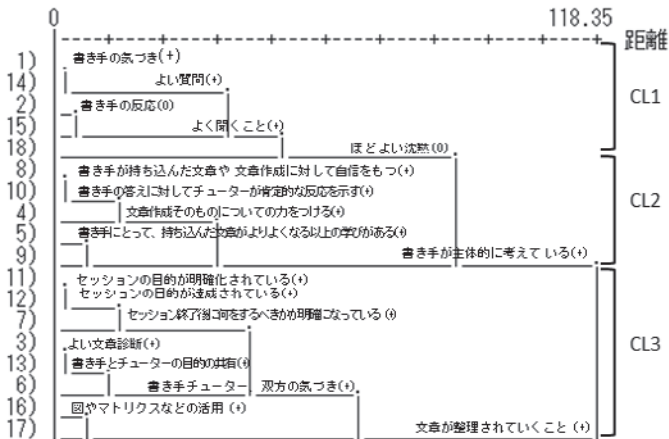 0 118.35
距離
1) 書き手の気づき(+)
14) よい質問(+)
2) 書き手の反応(0)
15) よく聞くこと(+)
18) ほどよい沈黙(0)
CL1
8) 書き手が持ち込んだ文章や 文章作成に対して自信をもつ(+)
10) 書き手の答えに対してチューターが肯定的な反応を示す(+)
4) 文章作成そのものについての力をつける(+)
5) 書き手にとって、持ち込んだ文章がよりよくなる以上の学びがある(+)
9) 書き手が主体的に考えて いる(+)
CL2
11) セッションの目的が明確化されている(+)
12) セッションの目的が達成されている(+)
7) セッション終了後に何をするべきかが明確になっている (+)
3) よい文章診断(+)
13) 書き手とチューターの目的の共有(+)
6) 書き手チューター、双方の気づき(+)
16) 図やマトリクスなどの活用 (+)
17) 文章が整理されていくこと (+)
CL3